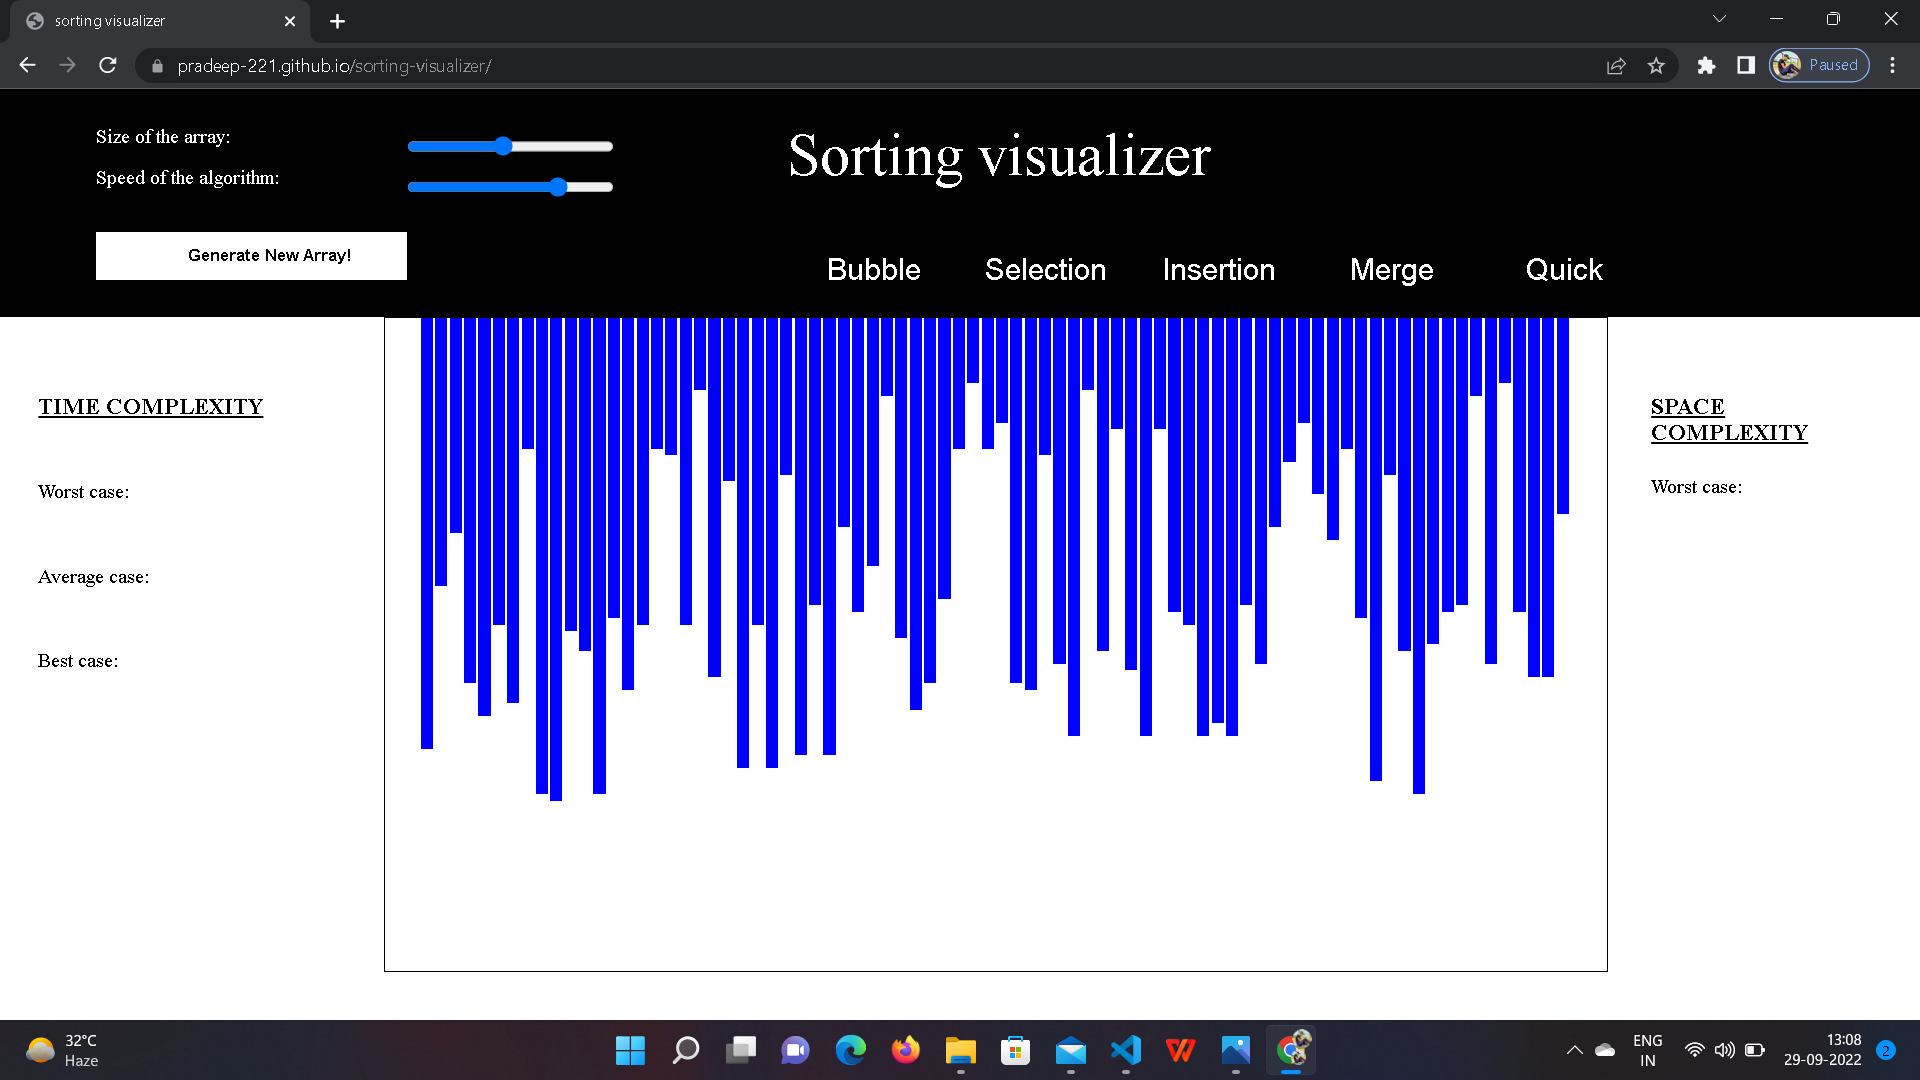 sorting visualizer
pradeep-221.github.io/sorting-visualizer/
Paused
Size of the array:
Speed of the algorithm:
Sorting visualizer
Generate New Array!
Bubble Selection Insertion Merge Quick
TIME COMPLEXITY
Worst case:
Average case:
Best case:
SPACE
COMPLEXITY
Worst case:
32°C
Haze
ENG
IN
13:08
29-09-2022
2